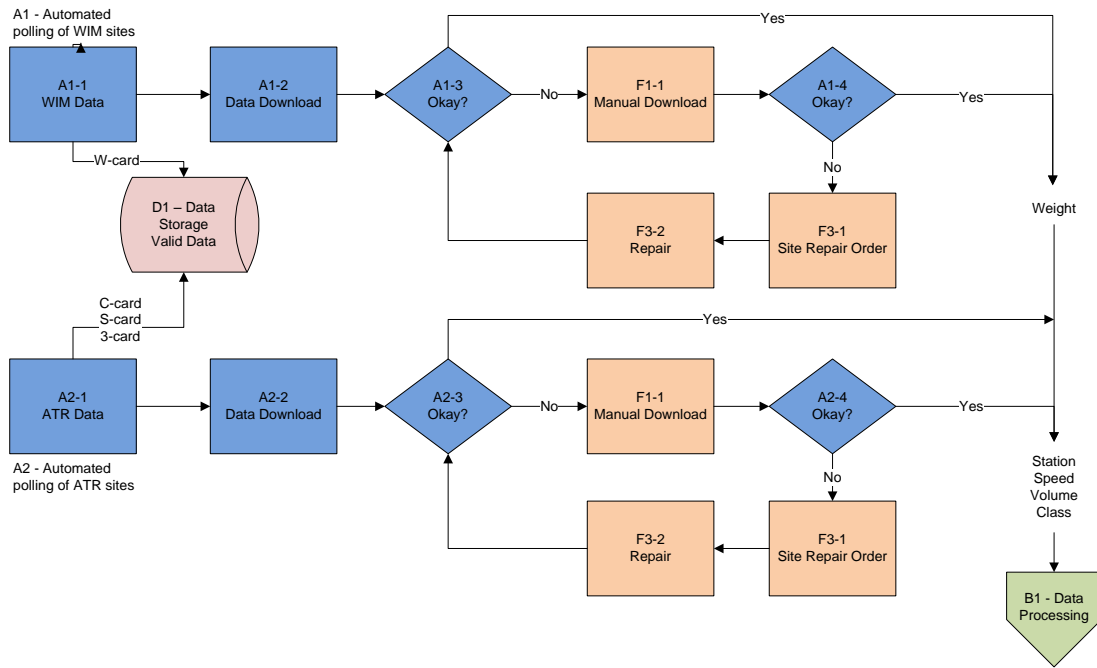 A1 - Automated
polling of WIM sites
Yes
A1-1
WIM Data
A1-2
Data Download
A1-3
Okay?
No
F1-1
Manual Download
A1-4
Okay?
Yes
W-card
No
D1 – Data
Storage
Valid Data
F3-2
Repair
F3-1
Site Repair Order
Weight
C-card
S-card
3-card
Yes
A2-1
ATR Data
A2-2
Data Download
A2-3
Okay?
No
F1-1
Manual Download
A2-4
Okay?
Yes
A2 - Automated
polling of ATR sites
No
Station
Speed
Volume
Class
F3-2
Repair
F3-1
Site Repair Order
B1 - Data
Processing